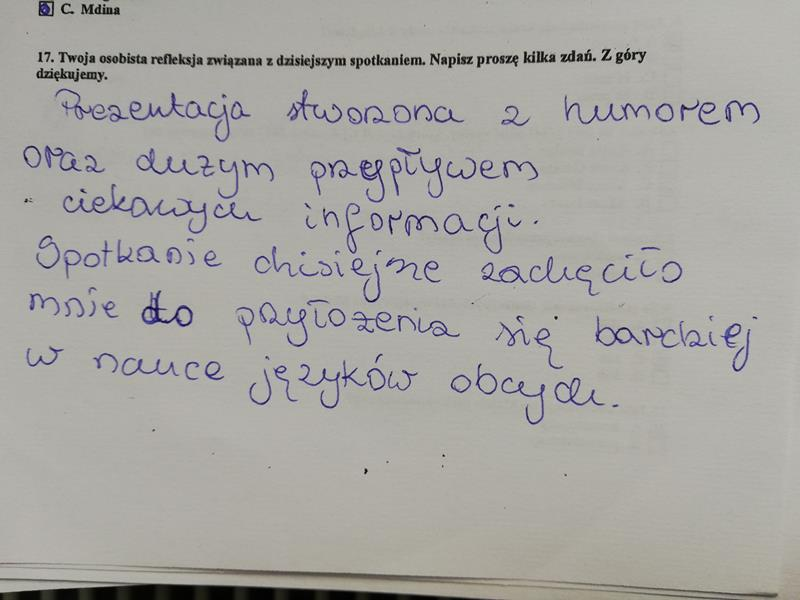 C. Mdina
17. Twoja osobista refleksja związana z dzisiejszym spotkaniem. Napisz proszę kilka zdań. Z góry
dziękujemy.
Prezentacja stworzona z humorem
oraz dużym przepływem
ciekawych informacji.
Spotkanie dzisiejsze zachęciło
mnie do przyłożenia się bardziej
w nauce języków obcych.